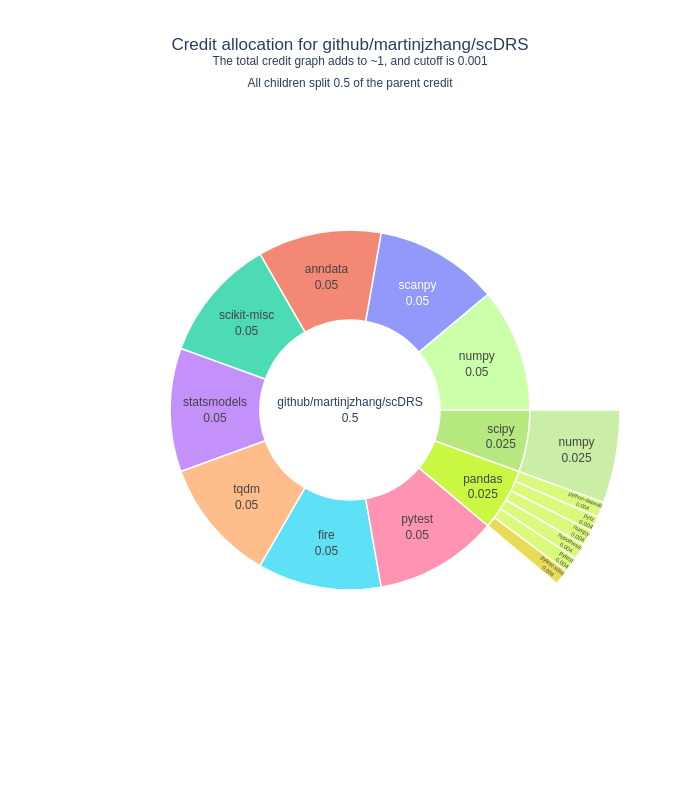 Credit allocation for github/martinjzhang/scDRS
The total credit graph adds to ~1, and cutoff is 0.001
All children split 0.5 of the parent credit
anndata
0.05
scanpy
0.05
scikit-misc
0.05
numpy
0.05
statsmodels
0.05
github/martinjzhang/scDRS
0.5
scipy
0.025
numpy
0.025
pandas
0.025
tqdm
0.05
pytest
0.05
fire
0.05
python-dateutil
0.004
pytz
0.004
numpy
0.004
hypothesis
0.004
pytest
0.004
pytest-xdist
0.004